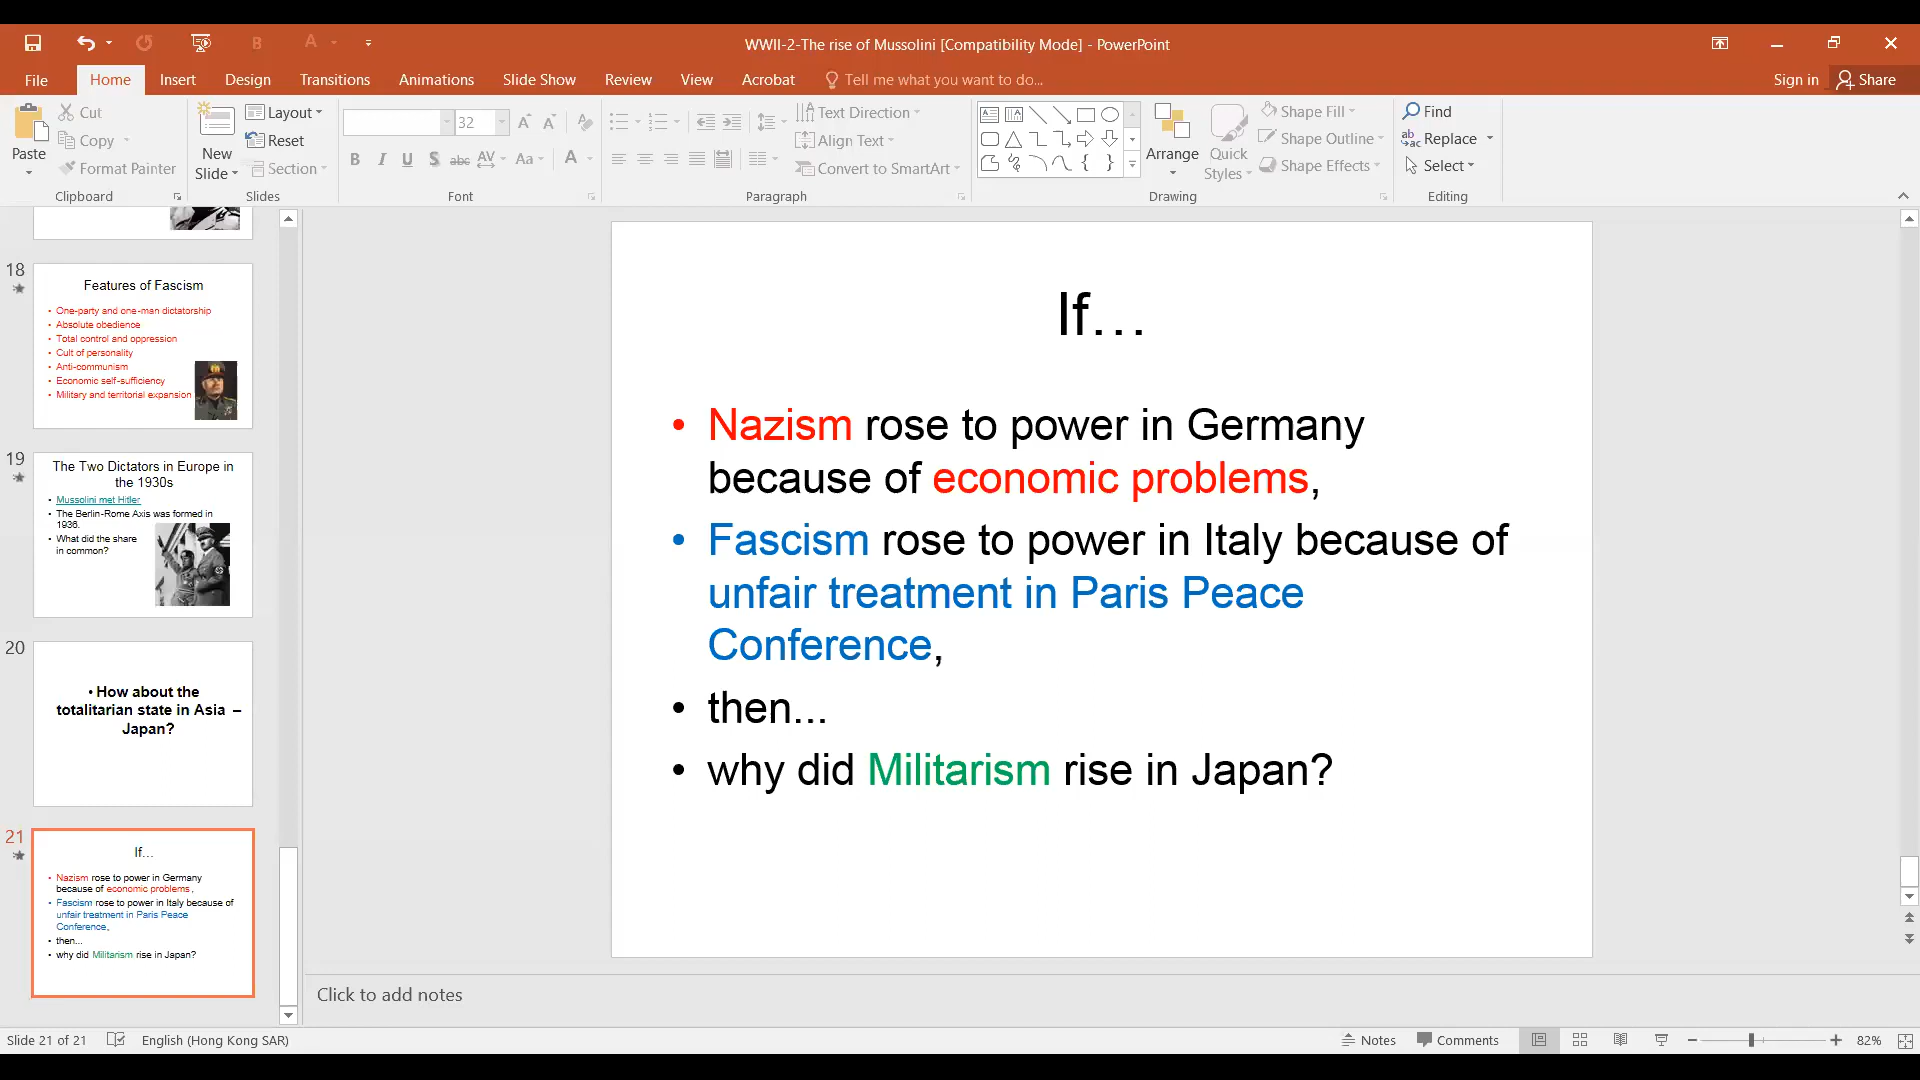 WWII-2-The rise of Mussolini [Compatibility Mode] - PowerPoint
File Home Insert Design Transitions Animations Slide Show Review View Acrobat Tell me what you want to do... Sign in Share
Paste
Cut
Copy
Format Painter
Clipboard
New
Slide
Layout
Reset
Section
Slides
32
B I U S abc AV Aa A
Font
Text Direction
Align Text
Convert to SmartArt
Paragraph
Arrange
Quick
Styles
Shape Fill
Shape Outline
Shape Effects
Drawing
Find
Replace
Select
Editing
18
Features of Fascism
• One-party and one-man dictatorship
• Absolute obedience
• Total control and oppression
• Cult of personality
• Anti-communism
• Economic self-sufficiency
• Military and territorial expansion
19
The Two Dictators in Europe in
the 1930s
• Mussolini met Hitler
• The Berlin-Rome Axis was formed in
1936.
• What did the share
in common?
20
• How about the
totalitarian state in Asia –
Japan?
21
If…
• Nazism rose to power in Germany
because of economic problems,
• Fascism rose to power in Italy because of
unfair treatment in Paris Peace
Conference,
• then...
• why did Militarism rise in Japan?
If…
• Nazism rose to power in Germany
because of economic problems,
• Fascism rose to power in Italy because of
unfair treatment in Paris Peace
Conference,
• then...
• why did Militarism rise in Japan?
Click to add notes
Slide 21 of 21 English (Hong Kong SAR) Notes Comments 82%